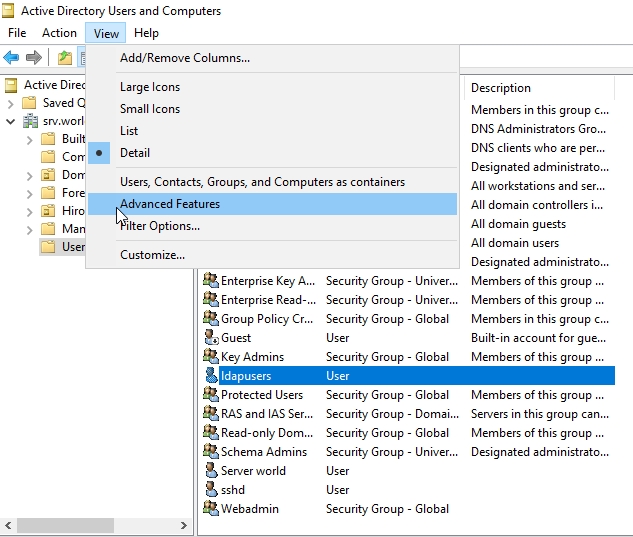 Active Directory Users and Computers
File Action View Help
Add/Remove Columns...
Large Icons
Small Icons
List
Detail
Users, Contacts, Groups, and Computers as containers
Advanced Features
Filter Options...
Customize...
Active Direc
Saved Q
srv.world
Built
Com
Dom
Fore
Hiro
Man
User
Description
Members in this group c...
DNS Administrators Gro...
DNS clients who are per...
Designated administrato...
All workstations and ser...
All domain controllers i...
All domain guests
All domain users
Designated administrato...
Enterprise Key A... Security Group - Univer... Members of this group ...
Enterprise Read-... Security Group - Univer... Members of this group ...
Group Policy Cr... Security Group - Global Members in this group c...
Guest User Built-in account for gue...
Key Admins Security Group - Global Members of this group ...
ldapusers User
Protected Users Security Group - Global Members of this group ...
RAS and IAS Ser... Security Group - Domai... Servers in this group can...
Read-only Dom... Security Group - Global Members of this group ...
Schema Admins Security Group - Univer... Designated administrato...
Server world User
sshd User
Webadmin Security Group - Global